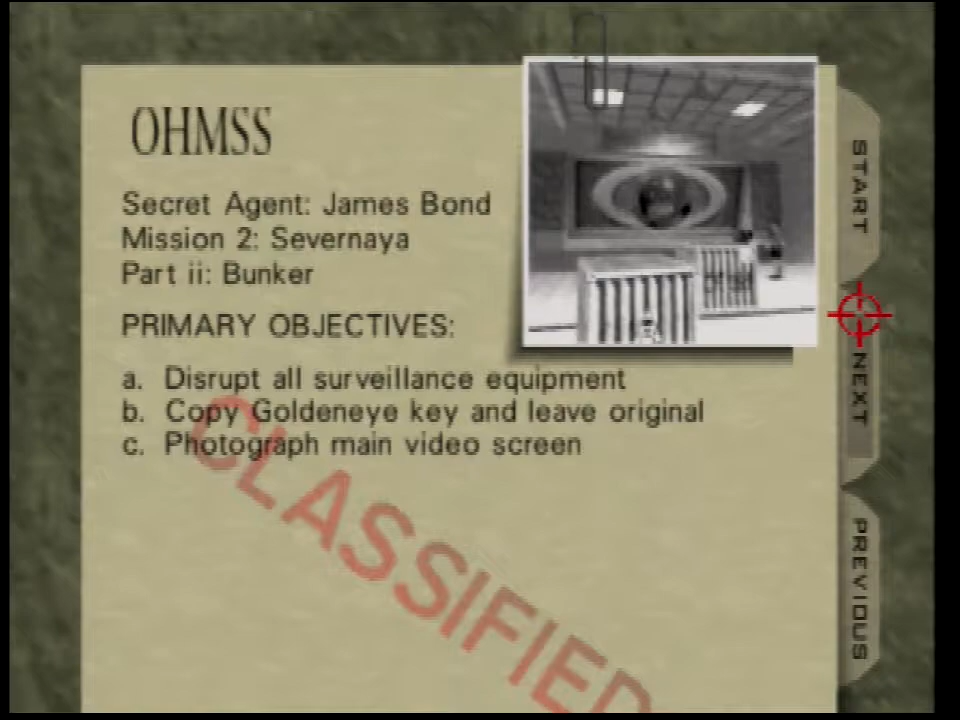 OHMSS
Secret Agent: James Bond
Mission 2: Severnaya
Part ii: Bunker
PRIMARY OBJECTIVES:
a. Disrupt all surveillance equipment
b. Copy Goldeneye key and leave original
c. Photograph main video screen
CLASSIFIED
START
NEXT
PREVIOUS